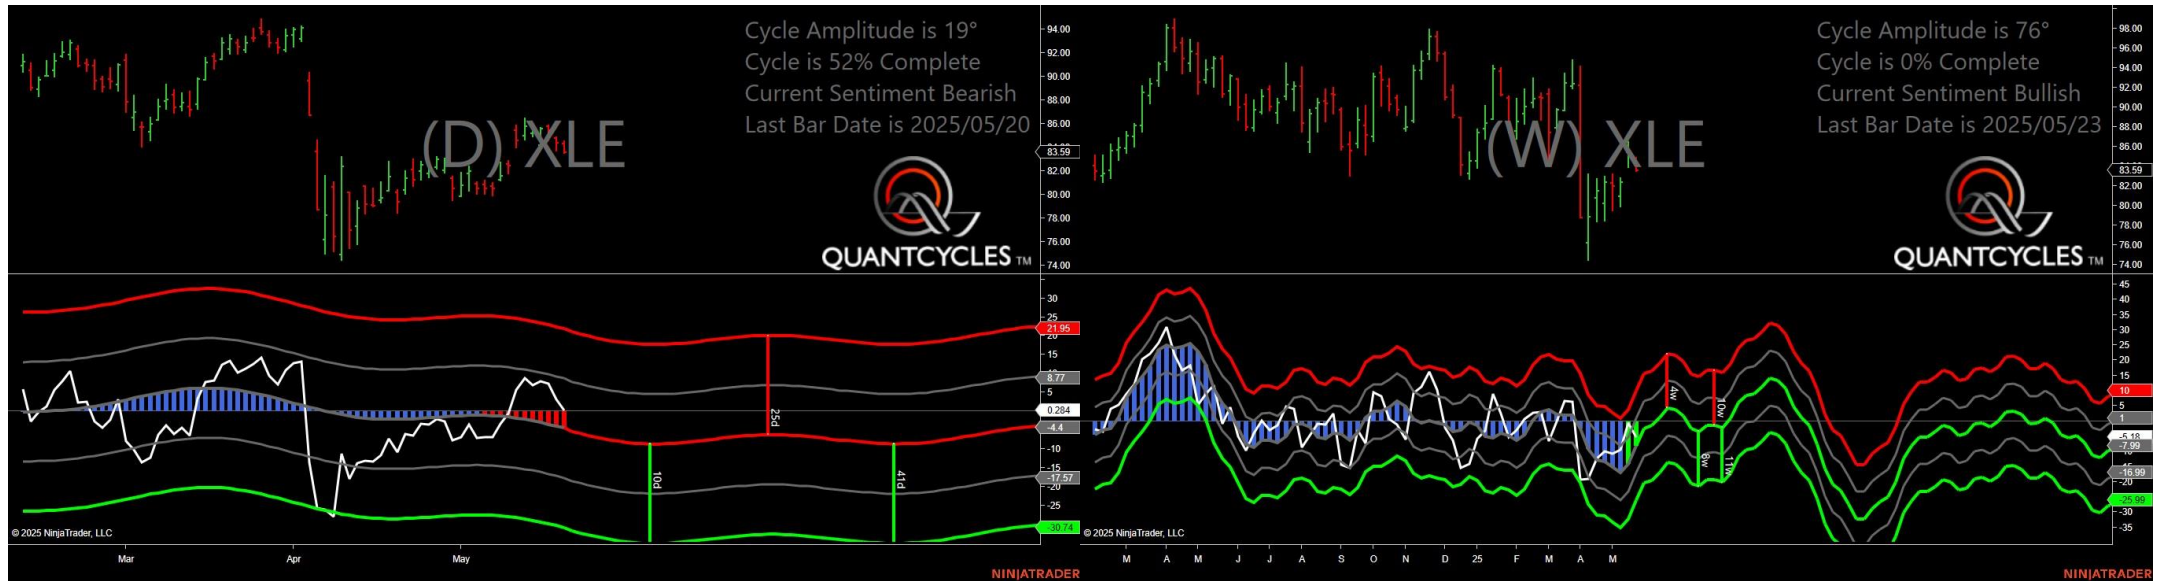 Cycle Amplitude is 19°
Cycle is 52% Complete
Current Sentiment Bearish
Last Bar Date is 2025/05/20
(D) XLE
QUANTCYCLES TM
94.00
92.00
90.00
88.00
86.00
83.59
82.00
80.00
78.00
76.00
74.00
30
25
21.95
20
15
8.77
5
0.284
-4.4
-10
-15
-17.57
-20
-25
-30.74
10d
25d
41d
© 2025 NinjaTrader, LLC
Mar
Apr
May
NINJATRADER
Cycle Amplitude is 76°
Cycle is 0% Complete
Current Sentiment Bullish
Last Bar Date is 2025/05/23
(W) XLE
QUANTCYCLES TM
98.00
96.00
94.00
92.00
90.00
88.00
86.00
83.59
82.00
80.00
78.00
76.00
74.00
45
40
35
30
25
20
15
10
5
1
-5.18
-7.99
-16.99
-20
-25.99
-30
-35
4w
10w
11w
© 2025 NinjaTrader, LLC
M A M J J A S O N D 25 F M A M
NINJATRADER